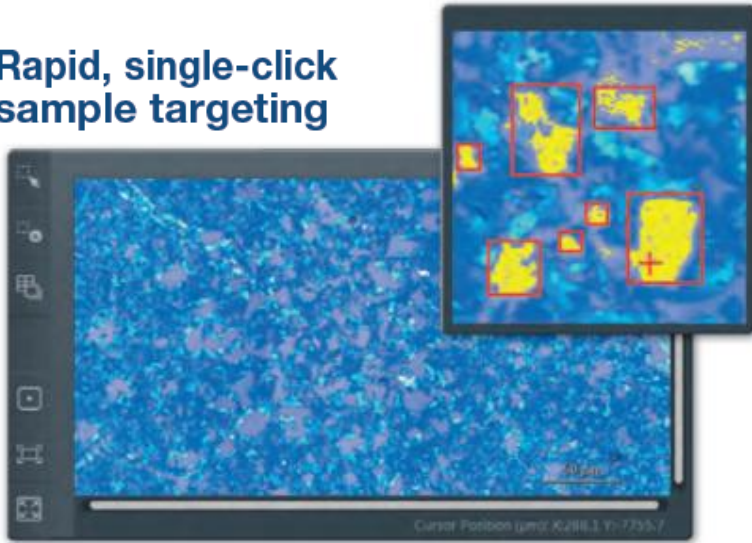 Rapid, single-click
sample targeting
50 µm
Cursor Position (µm): X:288.1 Y:-7755.7